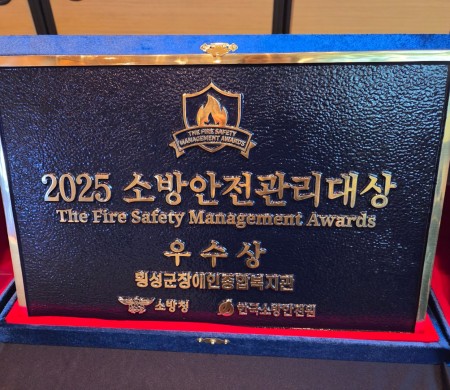 THE FIRE SAFETY
MANAGEMENT AWARDS
2025 소방안전관리대상
The Fire Safety Management Awards
우수상
횡성군장애인종합복지관
소방청 한국소방안전원